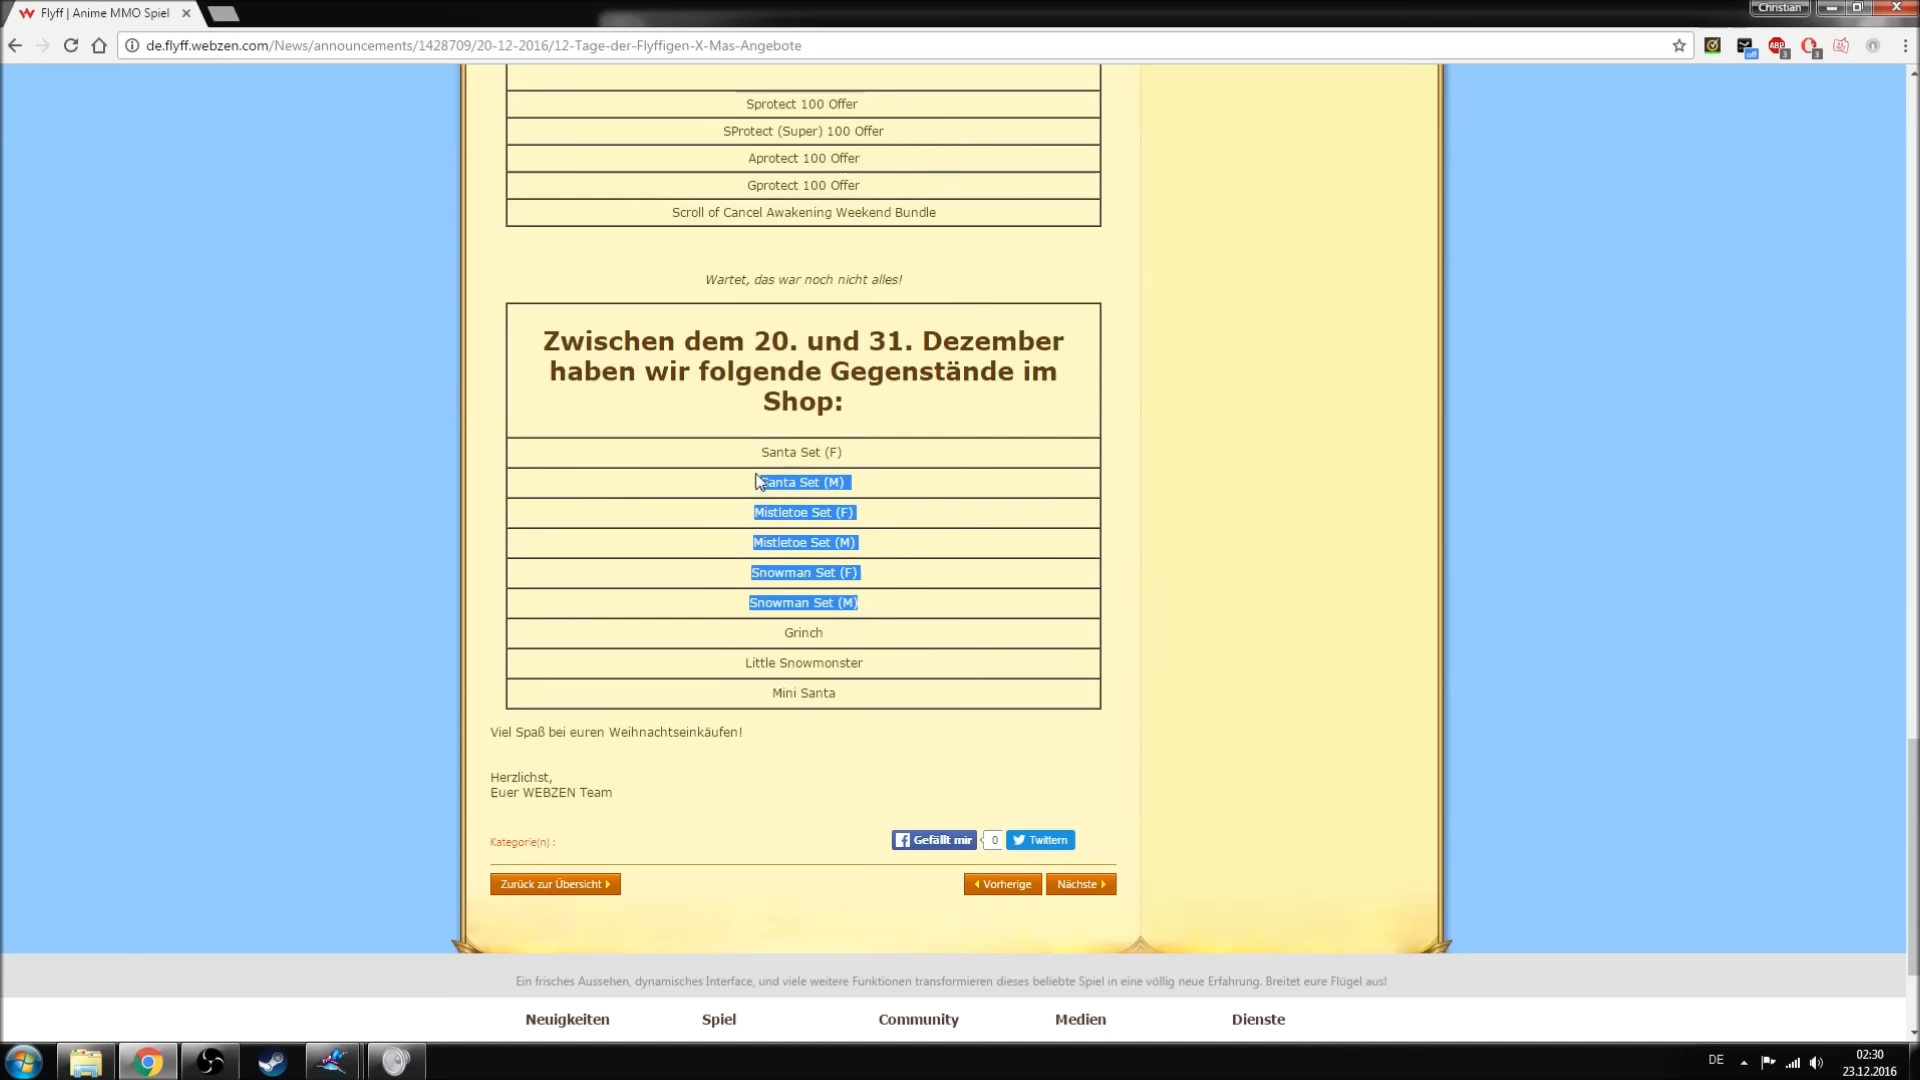 Flyff | Anime MMO Spiel
Christian
de.flyff.webzen.com/News/announcements/1428709/20-12-2016/12-Tage-der-Flyffigen-X-Mas-Angebote
off
ABP
3
3
Sprotect 100 Offer
SProtect (Super) 100 Offer
Aprotect 100 Offer
Gprotect 100 Offer
Scroll of Cancel Awakening Weekend Bundle
Wartet, das war noch nicht alles!
Zwischen dem 20. und 31. Dezember
haben wir folgende Gegenstände im
Shop:
Santa Set (F)
Santa Set (M)
Mistletoe Set (F)
Mistletoe Set (M)
Snowman Set (F)
Snowman Set (M)
Grinch
Little Snowmonster
Mini Santa
Viel Spaß bei euren Weihnachtseinkäufen!
Herzlichst,
Euer WEBZEN Team
Kategorie(n) :
Gefällt mir
0
Twittern
Zurück zur Übersicht
Vorherige
Nächste
Ein frisches Aussehen, dynamisches Interface, und viele weitere Funktionen transformieren dieses beliebte Spiel in eine völlig neue Erfahrung. Breitet eure Flügel aus!
Neuigkeiten Spiel Community Medien Dienste
DE
02:30
23.12.2016